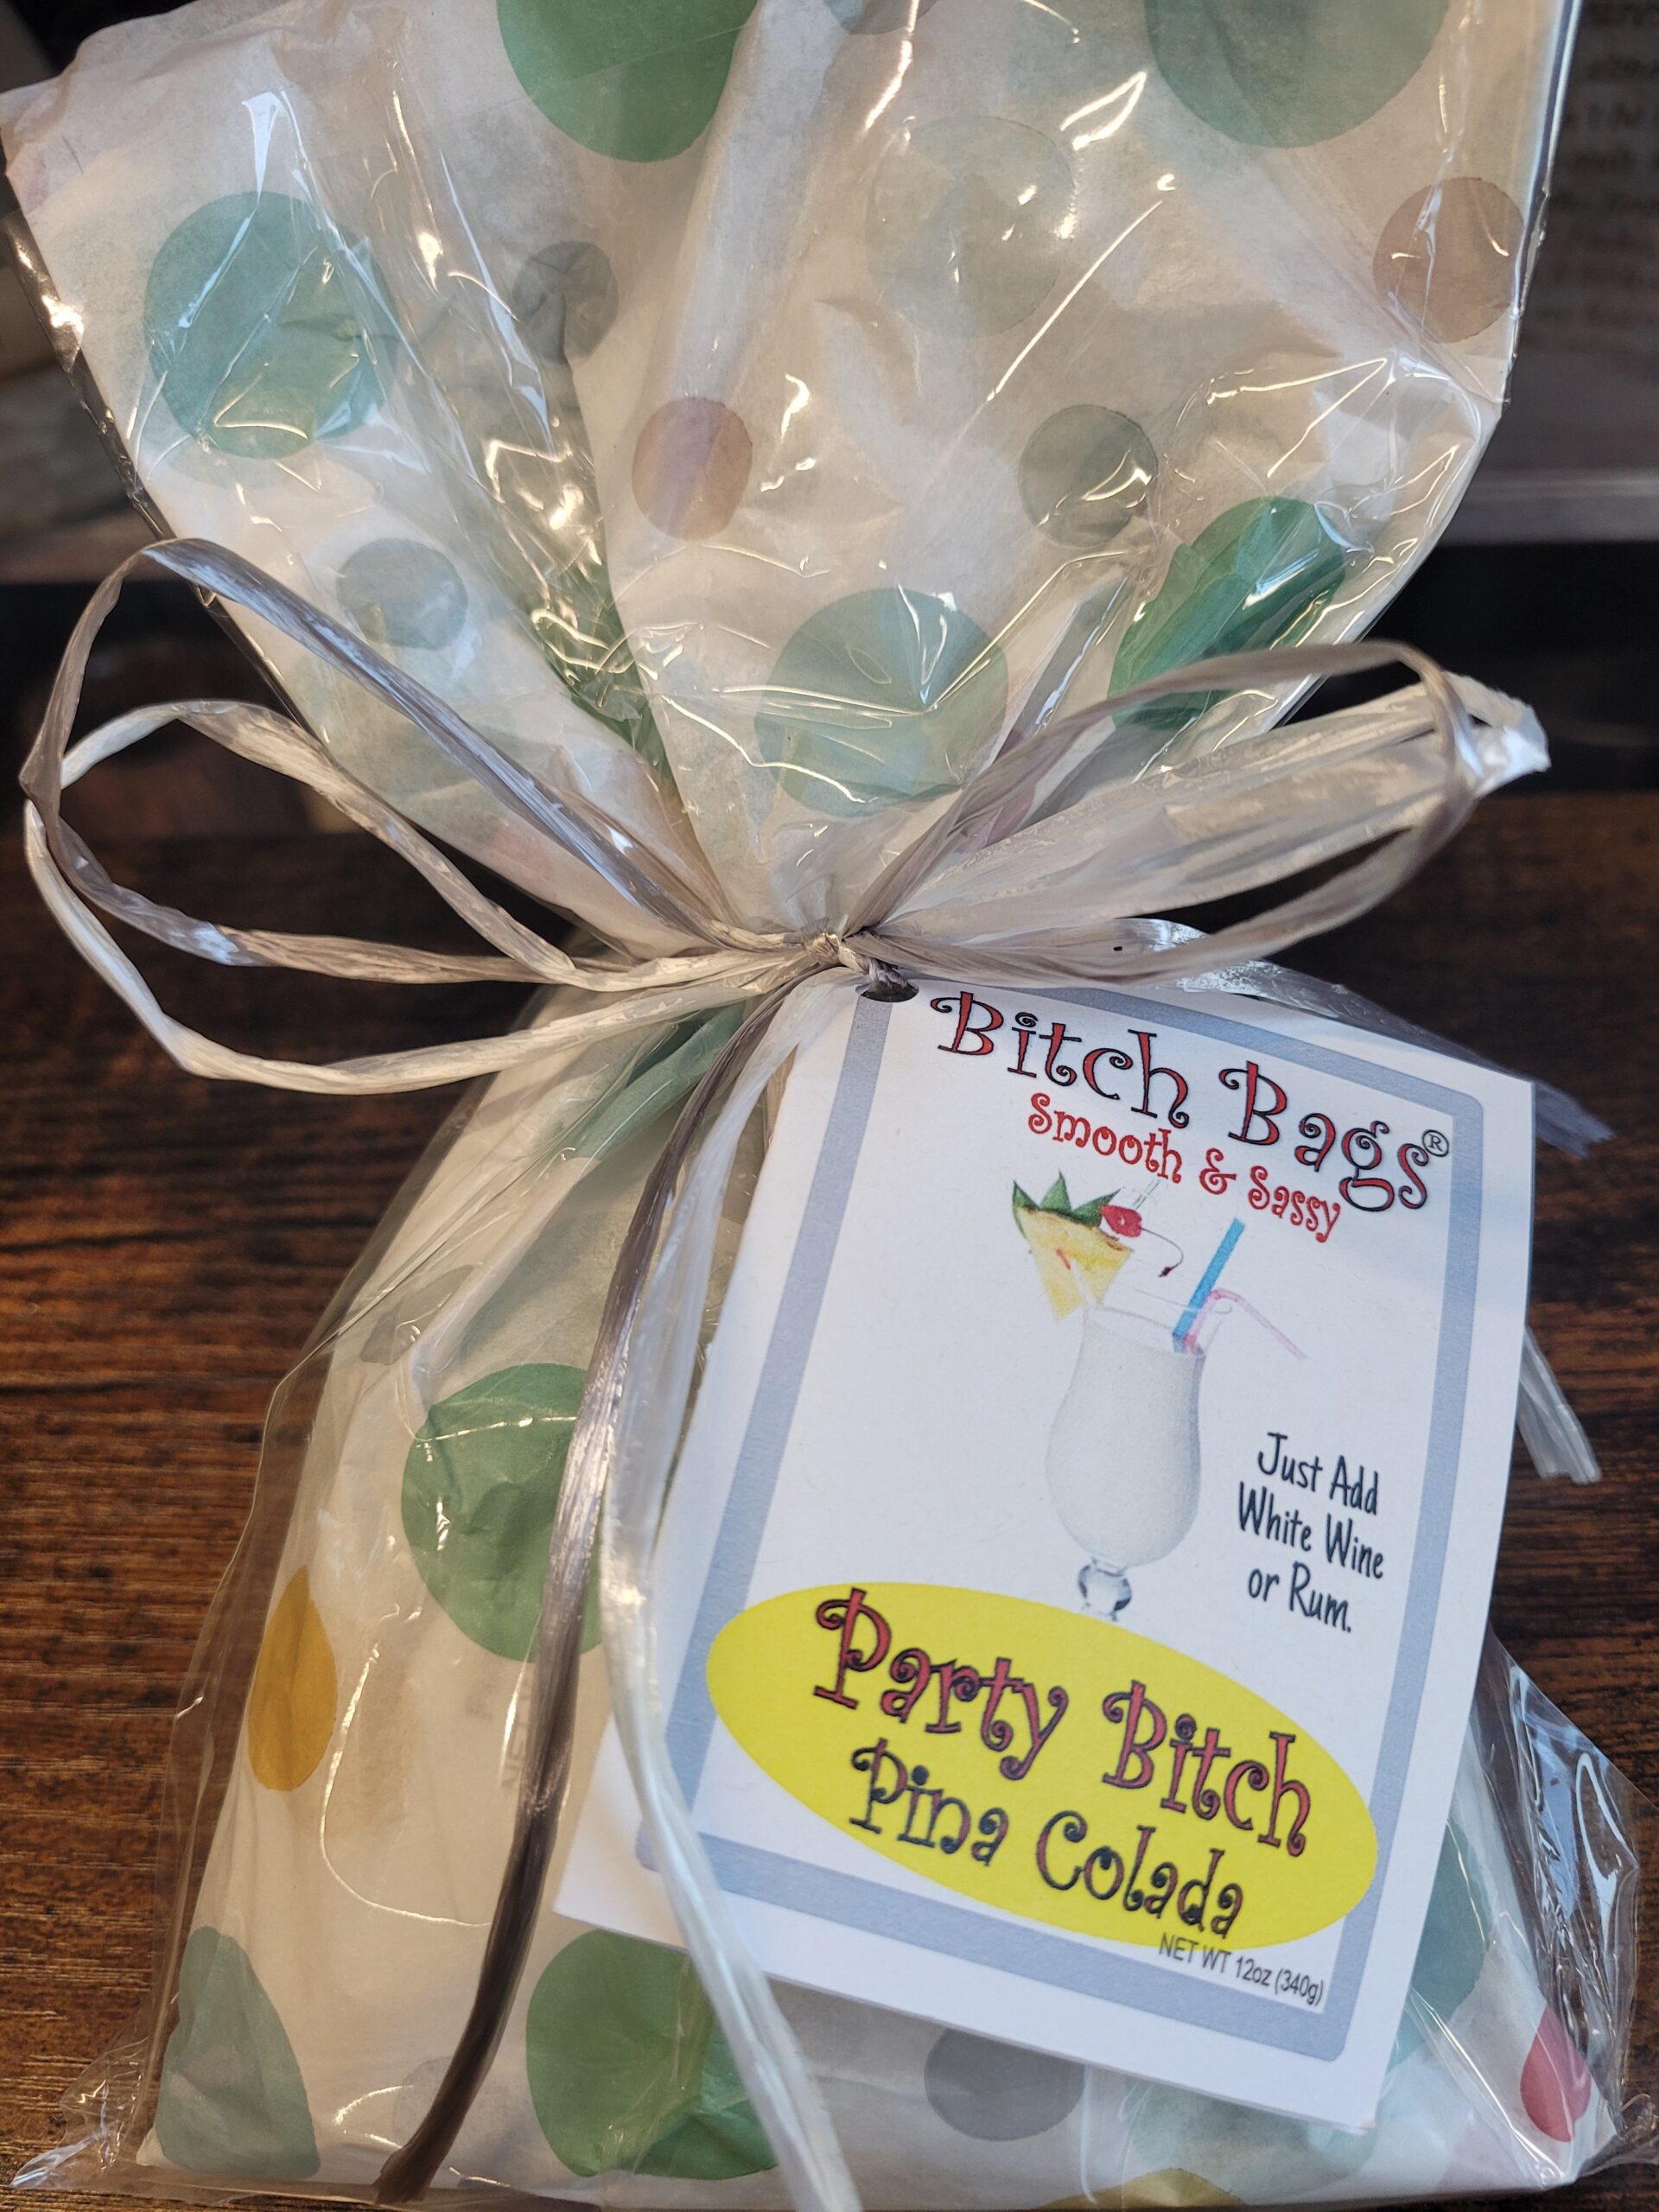 Bitch Bags®
Smooth & Sassy
Just Add
White Wine
or Rum.
Party Bitch
Pina Colada
NET WT 12oz (340g)